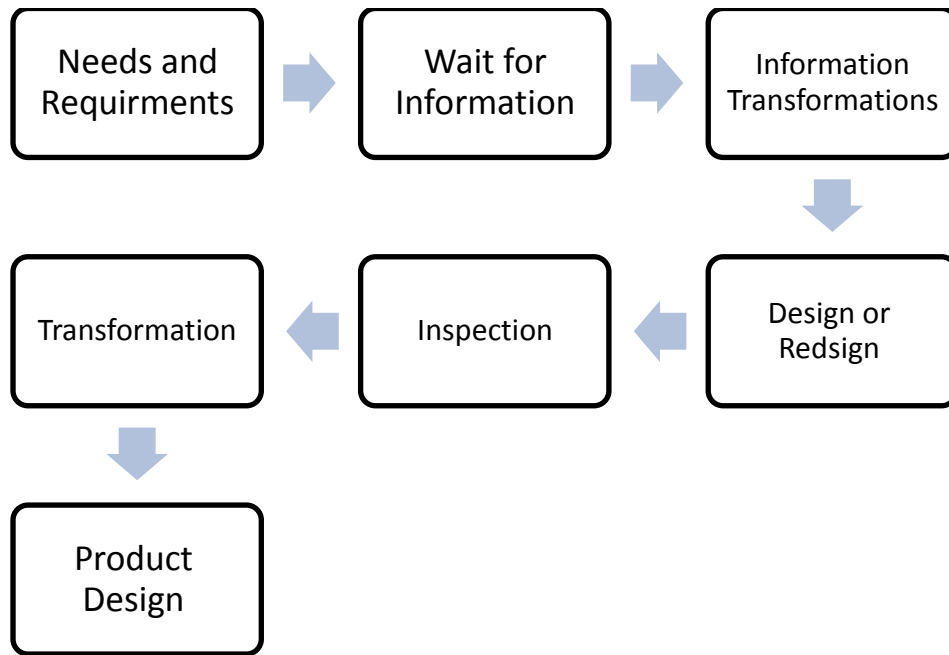 Needs and
Requirments
Wait for
Information
Information
Transformations
Design or
Redsign
Inspection
Transformation
Product
Design